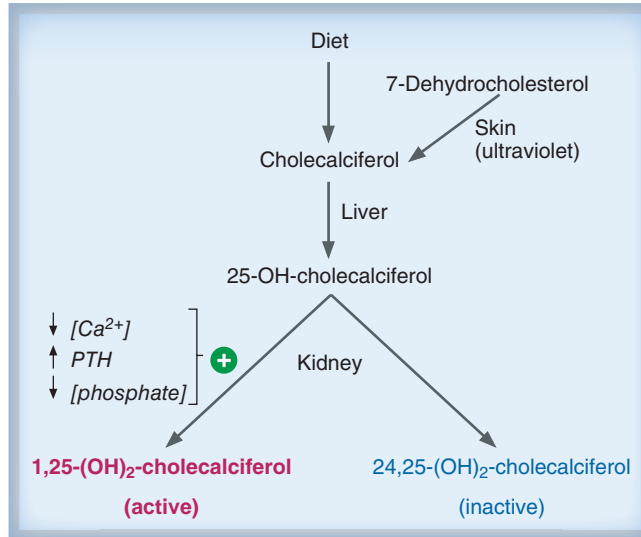 Diet
7-Dehydrocholesterol
Skin
(ultraviolet)
Cholecalciferol
Liver
25-OH-cholecalciferol
↓ [Ca²⁺]
↑ PTH
↓ [phosphate]
+
Kidney
1,25-(OH)₂-cholecalciferol
(active)
24,25-(OH)₂-cholecalciferol
(inactive)